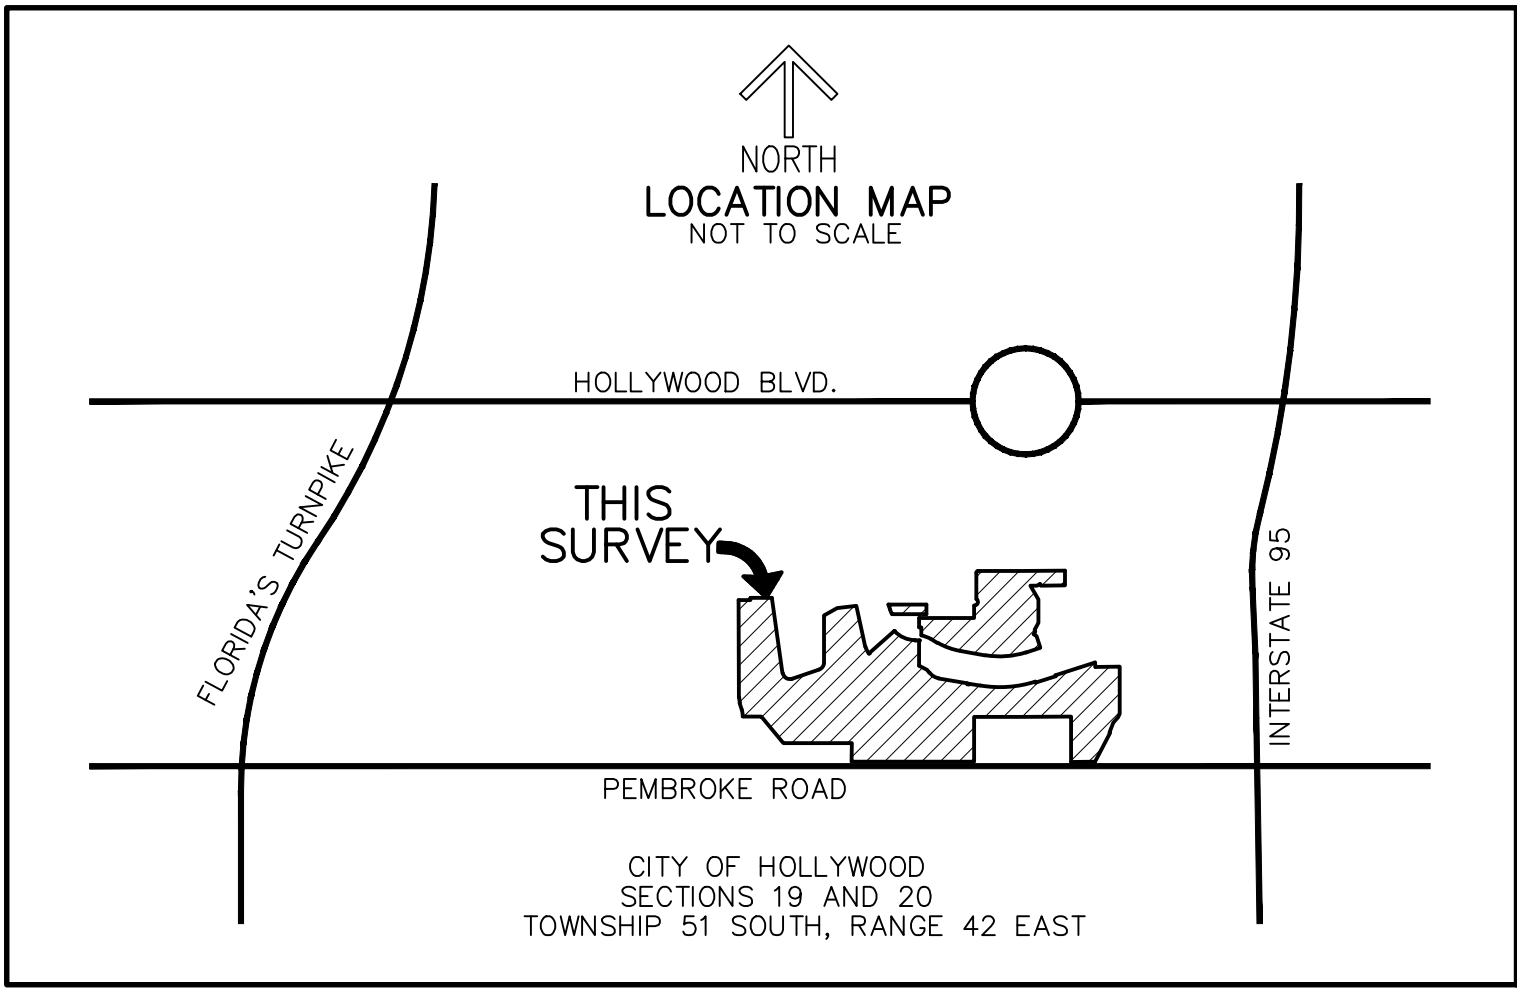 NORTH
LOCATION MAP
NOT TO SCALE
HOLLYWOOD BLVD.
FLORIDA'S TURNPIKE
THIS
SURVEY
INTERSTATE 95
PEMBROKE ROAD
CITY OF HOLLYWOOD
SECTIONS 19 AND 20
TOWNSHIP 51 SOUTH, RANGE 42 EAST